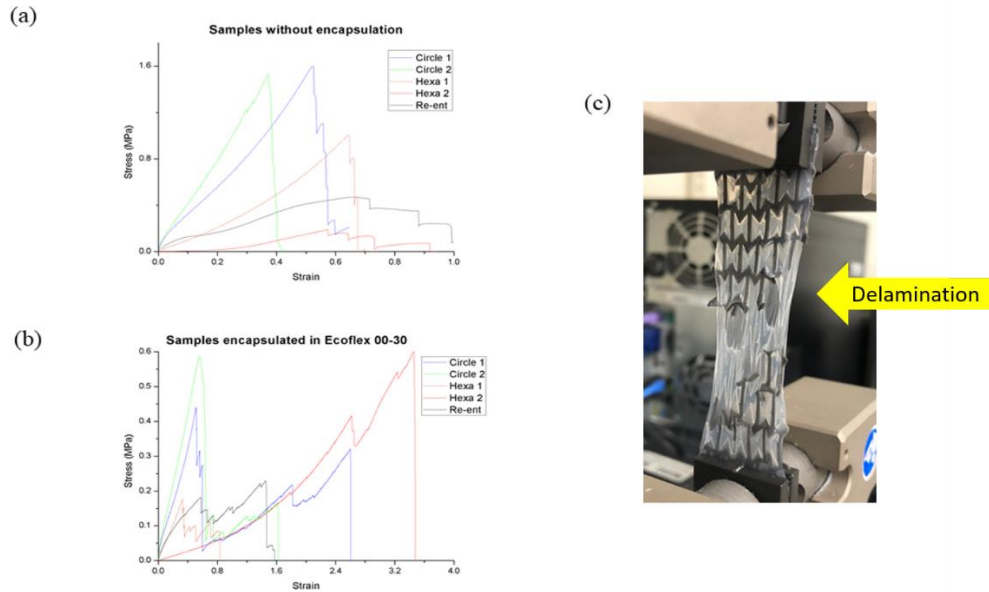 (a)
Samples without encapsulation
Circle 1
Circle 2
Hexa 1
Hexa 2
Re-ent
1.6
0.8
0.0
Stress (MPa)
0.0
0.2
0.4
0.6
0.8
1.0
Strain
(b)
Samples encapsulated in Ecoflex 00-30
Circle 1
Circle 2
Hexa 1
Hexa 2
Re-ent
0.6
0.5
0.4
0.3
0.2
0.1
0.0
Stress (MPa)
0.0
0.8
1.6
2.4
3.2
4.0
Strain
(c)
Delamination